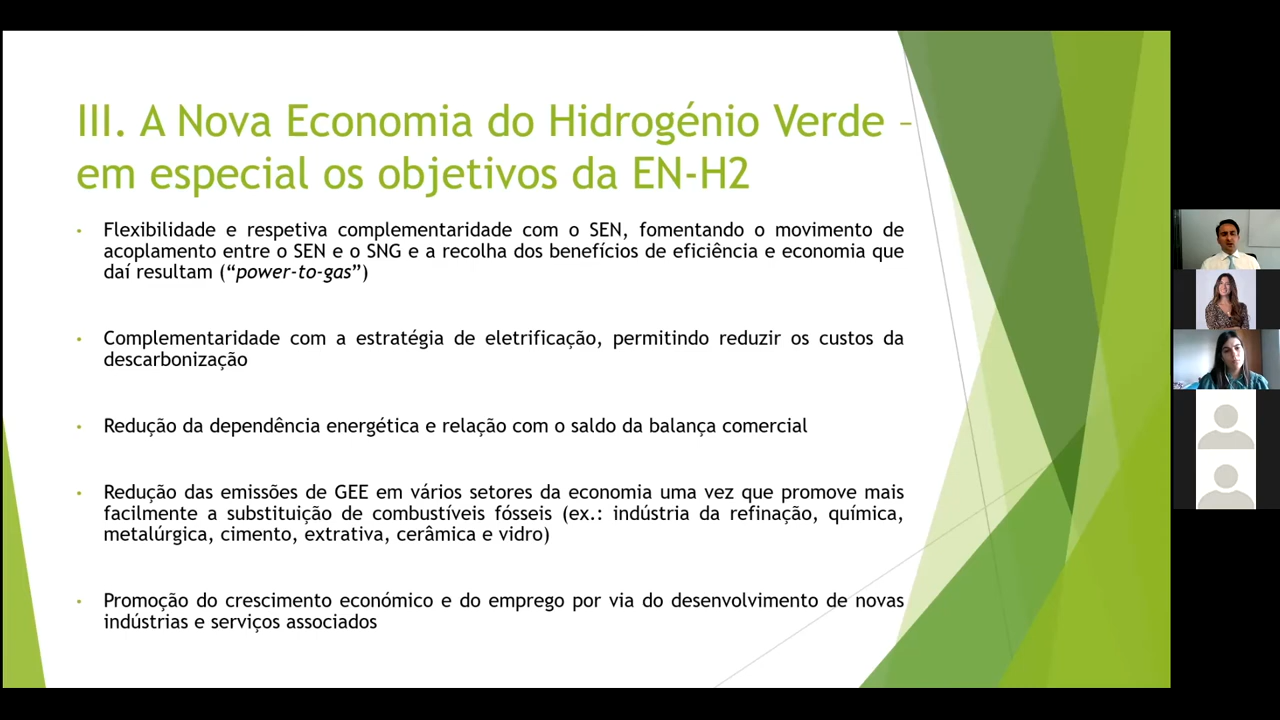 III. A Nova Economia do Hidrogénio Verde –
em especial os objetivos da EN-H2
• Flexibilidade e respetiva complementaridade com o SEN, fomentando o movimento de
acoplamento entre o SEN e o SNG e a recolha dos benefícios de eficiência e economia que
daí resultam (“power-to-gas”)
• Complementaridade com a estratégia de eletrificação, permitindo reduzir os custos da
descarbonização
• Redução da dependência energética e relação com o saldo da balança comercial
• Redução das emissões de GEE em vários setores da economia uma vez que promove mais
facilmente a substituição de combustíveis fósseis (ex.: indústria da refinação, química,
metalúrgica, cimento, extrativa, cerâmica e vidro)
• Promoção do crescimento económico e do emprego por via do desenvolvimento de novas
indústrias e serviços associados